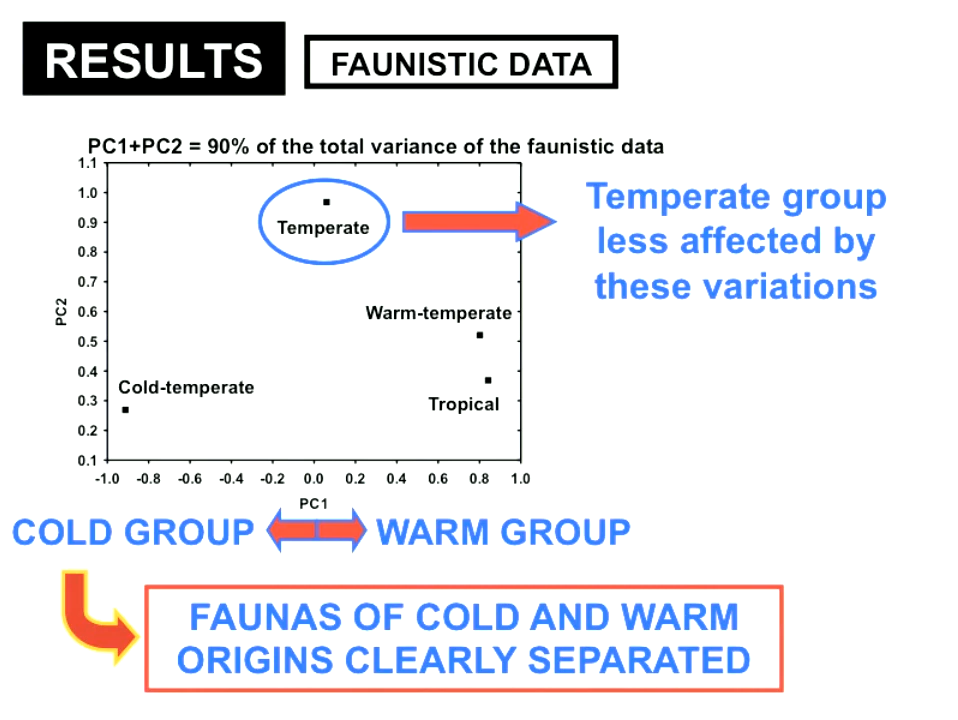 RESULTS
FAUNISTIC DATA
PC1+PC2 = 90% of the total variance of the faunistic data
1.1
1.0
0.9
0.8
0.7
0.6
0.5
0.4
0.3
0.2
0.1
PC2
Temperate
Warm-temperate
Cold-temperate
Tropical
-1.0 -0.8 -0.6 -0.4 -0.2 0.0 0.2 0.4 0.6 0.8 1.0
PC1
Temperate group
less affected by
these variations
COLD GROUP WARM GROUP
FAUNAS OF COLD AND WARM
ORIGINS CLEARLY SEPARATED